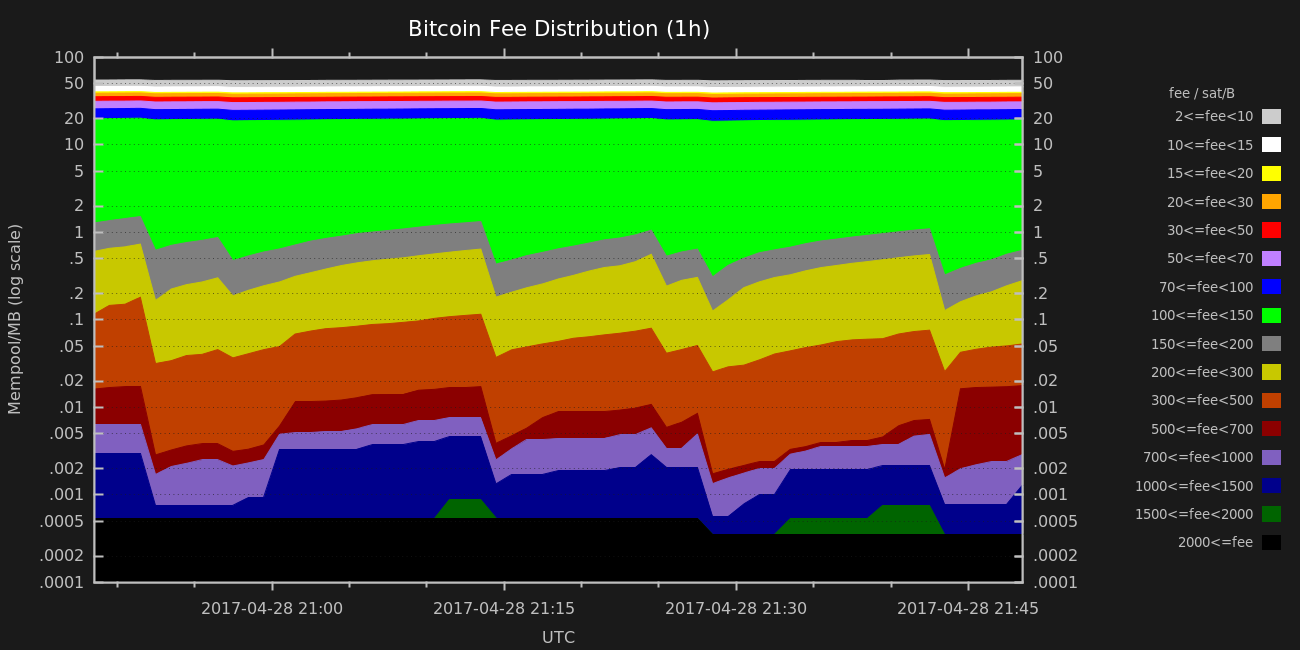 Bitcoin Fee Distribution (1h)
Mempool/MB (log scale)
100 100
50 50
20 20
10 10
5 5
2 2
1 1
.5 .5
.2 .2
.1 .1
.05 .05
.02 .02
.01 .01
.005 .005
.002 .002
.001 .001
.0005 .0005
.0002 .0002
.0001 .0001
2017-04-28 21:00 2017-04-28 21:15 2017-04-28 21:30 2017-04-28 21:45
UTC
fee / sat/B
2<=fee<10
10<=fee<15
15<=fee<20
20<=fee<30
30<=fee<50
50<=fee<70
70<=fee<100
100<=fee<150
150<=fee<200
200<=fee<300
300<=fee<500
500<=fee<700
700<=fee<1000
1000<=fee<1500
1500<=fee<2000
2000<=fee